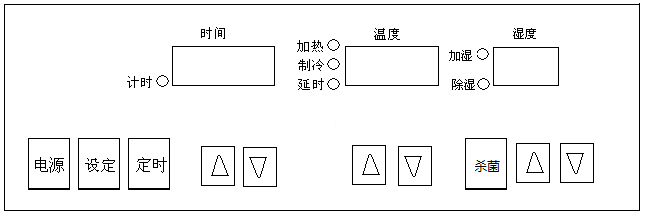 时间
温度
湿度
加热
制冷
延时
计时
加湿
除湿
电源
设定
定时
杀菌